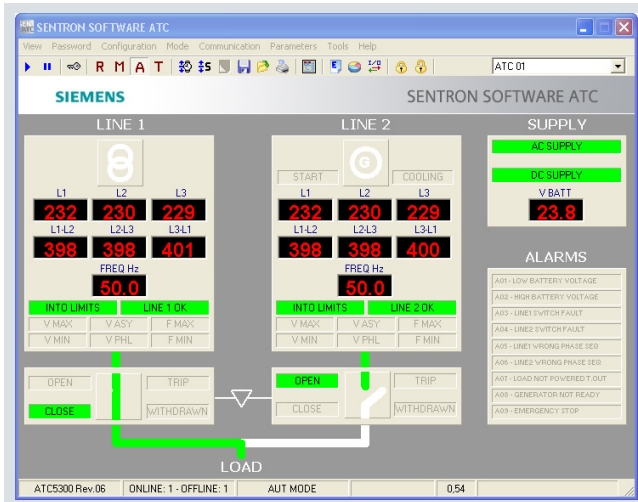 SENTRON SOFTWARE ATC
View Password Configuration Mode Communication Parameters Tools Help
R M A T ATC 01
SIEMENS SENTRON SOFTWARE ATC
LINE 1 LINE 2 SUPPLY
AC SUPPLY
START G COOLING
DC SUPPLY
L1 L2 L3 L1 L2 L3 V BATT
232 230 229 232 230 229 23.8
L1-L2 L2-L3 L3-L1 L1-L2 L2-L3 L3-L1
398 398 401 398 398 400
FREQ Hz FREQ Hz
50.0 50.0
INTO LIMITS LINE 1 OK INTO LIMITS LINE 2 OK
V MAX V ASY F MAX V MAX V ASY F MAX
V MIN V PHL F MIN V MIN V PHL F MIN
ALARMS
A01 - LOW BATTERY VOLTAGE
A02 - HIGH BATTERY VOLTAGE
A03 - LINE1 SWITCH FAULT
A04 - LINE2 SWITCH FAULT
A05 - LINE1 WRONG PHASE SEQ
A06 - LINE2 WRONG PHASE SEQ
A07 - LOAD NOT POWERED T.OUT
A08 - GENERATOR NOT READY
A09 - EMERGENCY STOP
OPEN TRIP OPEN TRIP
CLOSE WITHDRAWN CLOSE WITHDRAWN
LOAD
ATC5300 Rev.06 ONLINE: 1 - OFFLINE: 1 AUT MODE 0,54